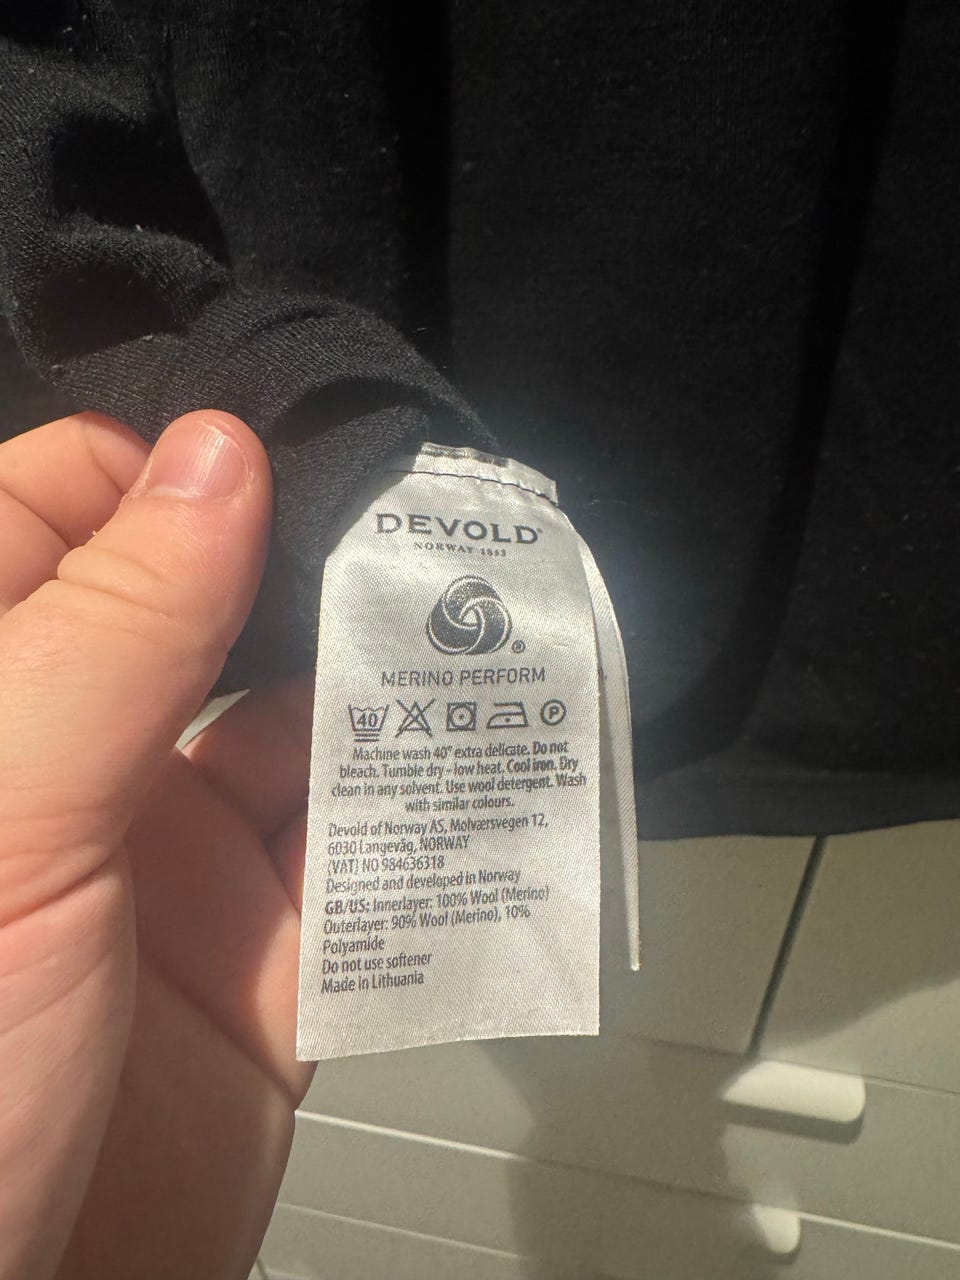 DEVOLD®
NORWAY 1853
®
MERINO PERFORM
40 P
Machine wash 40° extra delicate. Do not
bleach. Tumble dry - low heat. Cool iron. Dry
clean in any solvent. Use wool detergent. Wash
with similar colours.
Devold of Norway AS, Molværsvegen 12,
6030 Langevåg, NORWAY
(VAT) NO 984636318
Designed and developed in Norway
GB/US: Innerlayer: 100% Wool (Merino)
Outerlayer: 90% Wool (Merino), 10%
Polyamide
Do not use softener
Made in Lithuania